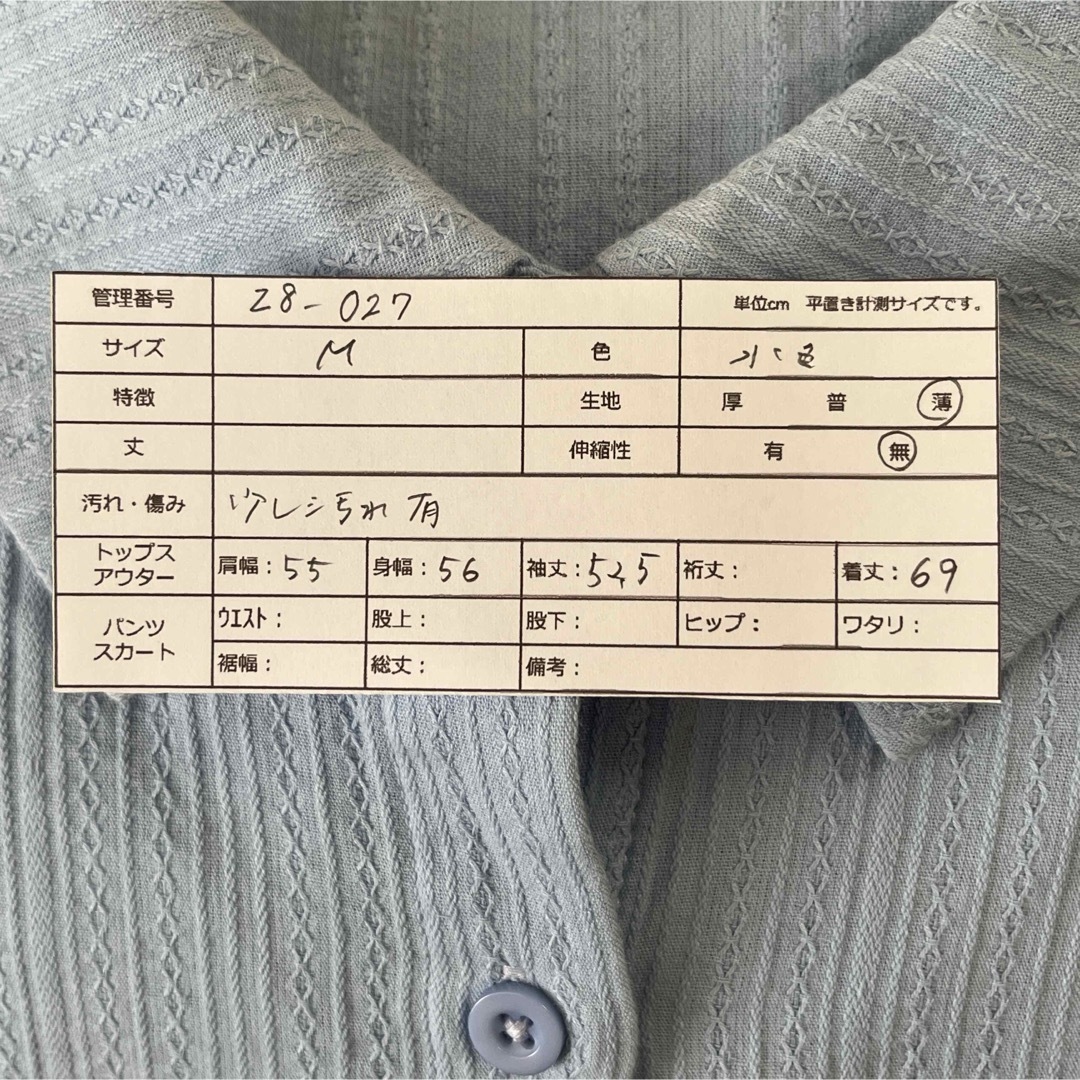 管理番号 28-027 単位cm 平置き計測サイズです。
サイズ M 色 水色
特徴 生地 厚 普 薄
丈 伸縮性 有 無
汚れ・傷み 汚れ有
トップス アウター 肩幅：55 身幅：56 袖丈：52,5 裄丈： 着丈：69
パンツ スカート ウエスト： 股上： 股下： ヒップ： ワタリ：
裾幅： 総丈： 備考：